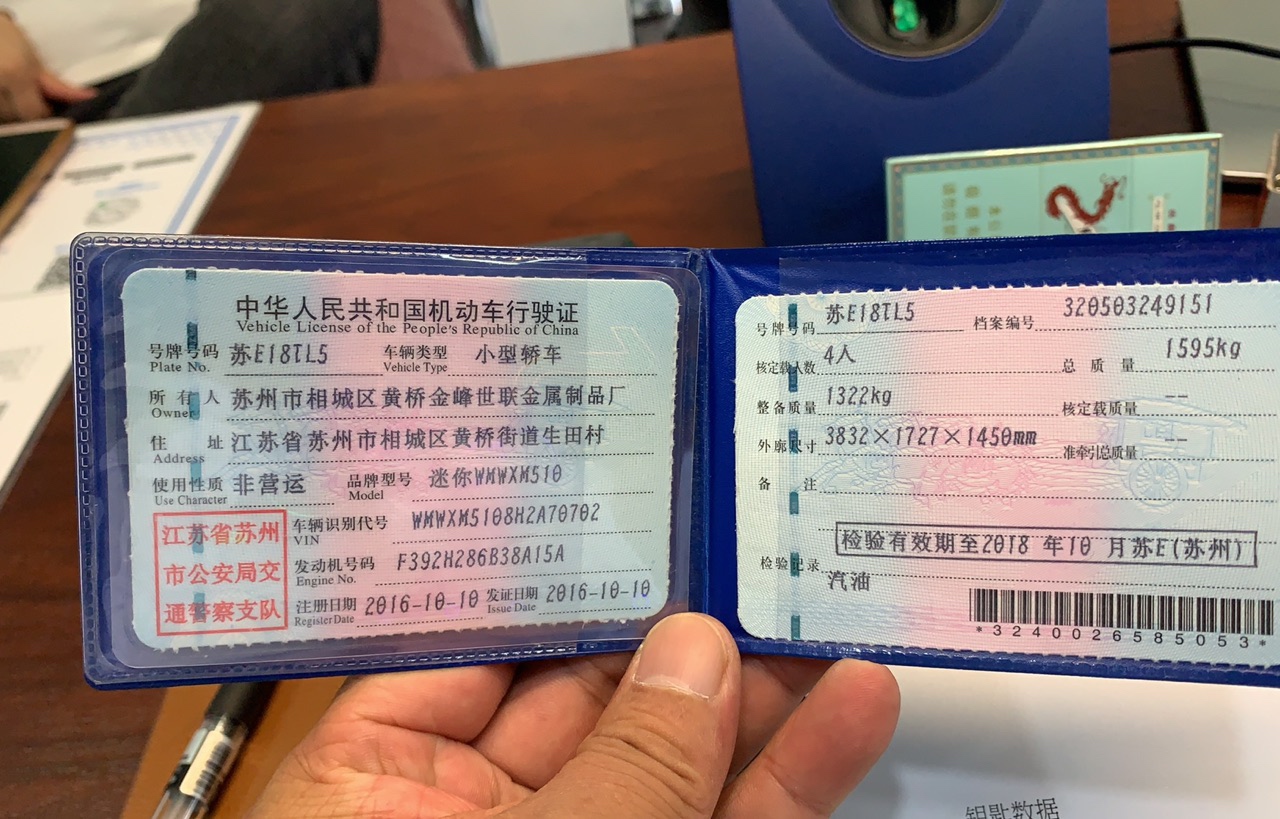 中华人民共和国机动车行驶证
Vehicle License of the People's Republic of China
号牌号码 苏E18TL5 车辆类型 小型轿车
Plate No. Vehicle Type
所有人 苏州市相城区黄桥金峰世联金属制品厂
Owner
住址 江苏省苏州市相城区黄桥街道生田村
Address
使用性质 非营运 品牌型号 迷你WMWXM510
Use Character Model
江苏省苏州
市公安局交
通警察支队
车辆识别代号 WMWXM5108H2A70702
VIN
发动机号码 F392H286B38A15A
Engine No.
注册日期 2016-10-10 发证日期 2016-10-10
Register Date Issue Date
号牌号码 苏E18TL5 档案编号 320503249151
核定载人数 4人 总质量 1595kg
整备质量 1322kg 核定载质量 --
外廓尺寸 3832×1727×1450mm 准牵引总质量 --
备注
检验有效期至2018 年10 月苏E(苏州)
检验记录
汽油
*3240026585053*
钥匙数据